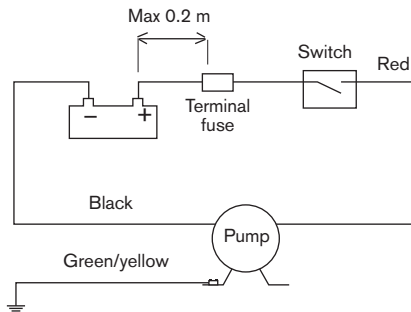 Max 0.2 m
Switch
Red
Terminal
fuse
− +
Black
Pump
Green/yellow